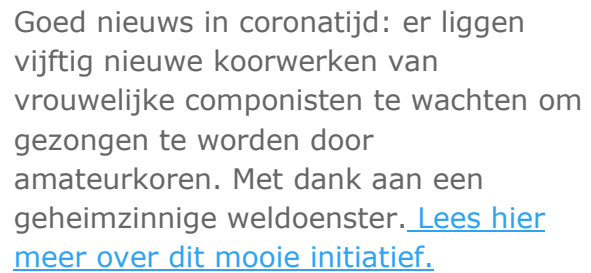 Goed nieuws in coronatijd: er liggen
vijftig nieuwe koorwerken van
vrouwelijke componisten te wachten om
gezongen te worden door
amateurkoren. Met dank aan een
geheimzinnige weldoenster. Lees hier
meer over dit mooie initiatief.